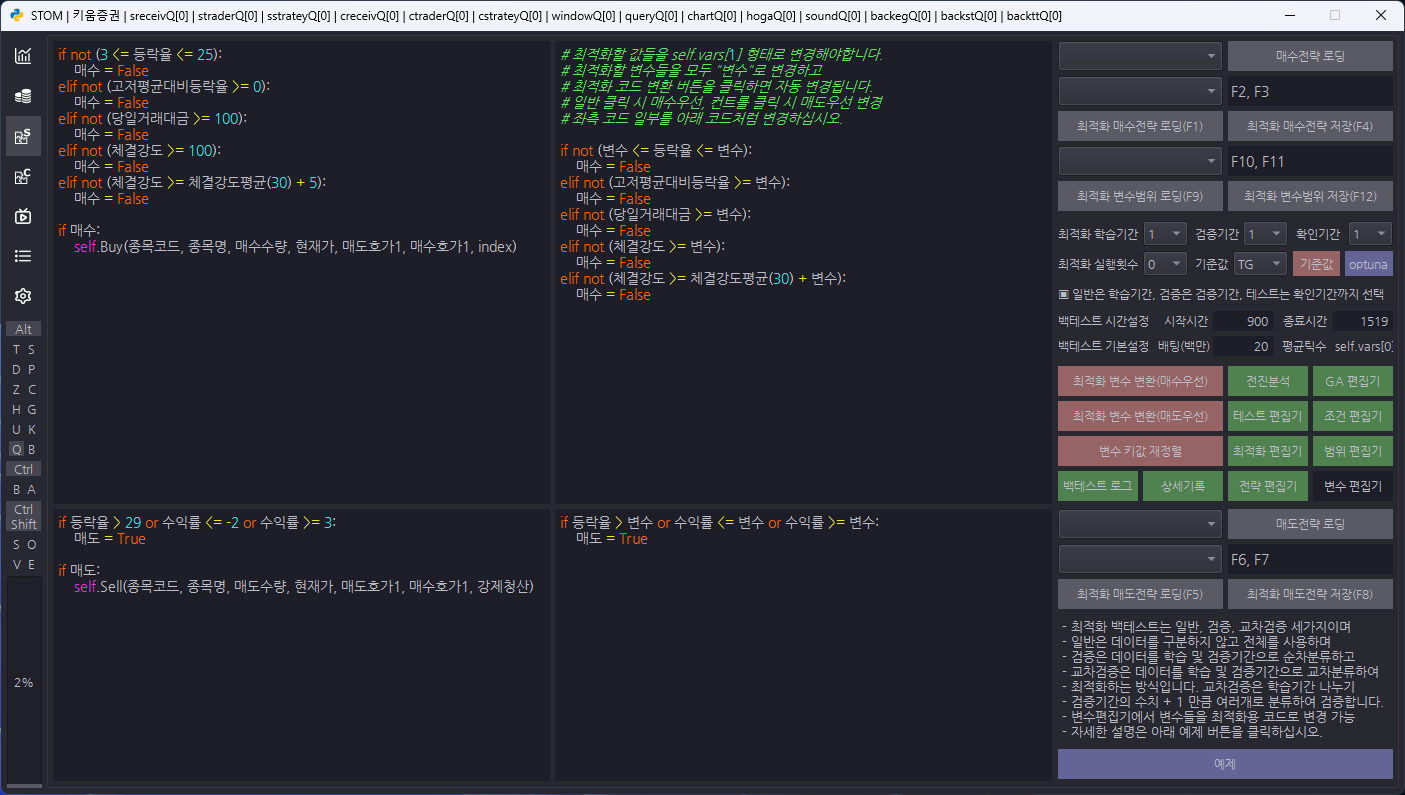 STOM | 키움증권 | sreceivQ[0] | straderQ[0] | sstrateyQ[0] | creceivQ[0] | ctraderQ[0] | cstrateyQ[0] | windowQ[0] | queryQ[0] | chartQ[0] | hogaQ[0] | soundQ[0] | backegQ[0] | backstQ[0] | backttQ[0]
Alt
T S
D P
Z C
H G
U K
Q B
Ctrl
B A
Ctrl
Shift
S O
V E
2%
if not (3 <= 등락율 <= 25):
    매수 = False
elif not (고저평균대비등락율 >= 0):
    매수 = False
elif not (당일거래대금 >= 100):
    매수 = False
elif not (체결강도 >= 100):
    매수 = False
elif not (체결강도 >= 체결강도평균(30) + 5):
    매수 = False
if 매수:
    self.Buy(종목코드, 종목명, 매수수량, 현재가, 매도호가1, 매수호가1, index)
# 최적화할 값들을 self.vars[1] 형태로 변경해야합니다.
# 최적화할 변수들을 모두 "변수"로 변경하고
# 최적화 코드 변환 버튼을 클릭하면 자동 변경됩니다.
# 일반 클릭 시 매수우선, 컨트롤 클릭 시 매도우선 변경
# 좌측 코드 일부를 아래 코드처럼 변경하십시오.
if not (변수 <= 등락율 <= 변수):
    매수 = False
elif not (고저평균대비등락율 >= 변수):
    매수 = False
elif not (당일거래대금 >= 변수):
    매수 = False
elif not (체결강도 >= 변수):
    매수 = False
elif not (체결강도 >= 체결강도평균(30) + 변수):
    매수 = False
if 등락율 > 29 or 수익률 <= -2 or 수익률 >= 3:
    매도 = True
if 매도:
    self.Sell(종목코드, 종목명, 매도수량, 현재가, 매도호가1, 매수호가1, 강제청산)
if 등락율 > 변수 or 수익률 <= 변수 or 수익률 >= 변수:
    매도 = True
매수전략 로딩
F2, F3
최적화 매수전략 로딩(F1) 최적화 매수전략 저장(F4)
F10, F11
최적화 변수범위 로딩(F9) 최적화 변수범위 저장(F12)
최적화 학습기간 1 검증기간 1 확인기간 1
최적화 실행횟수 0 기준값 TG 기준값 optuna
▣ 일반은 학습기간, 검증은 검증기간, 테스트는 확인기간까지 선택
백테스트 시간설정 시작시간 900 종료시간 1519
백테스트 기본설정 배팅(백만) 20 평균틱수 self.vars[0]
최적화 변수 변환(매수우선) 전진분석 GA 편집기
최적화 변수 변환(매도우선) 테스트 편집기 조건 편집기
변수 키값 재정렬 최적화 편집기 범위 편집기
백테스트 로그 상세기록 전략 편집기 변수 편집기
매도전략 로딩
F6, F7
최적화 매도전략 로딩(F5) 최적화 매도전략 저장(F8)
- 최적화 백테스트는 일반, 검증, 교차검증 세가지이며
- 일반은 데이터를 구분하지 않고 전체를 사용하며
- 검증은 데이터를 학습 및 검증기간으로 순차분류하고
- 교차검증은 데이터를 학습 및 검증기간으로 교차분류하여
- 최적화하는 방식입니다. 교차검증은 학습기간 나누기
- 검증기간의 수치 + 1 만큼 여러개로 분류하여 검증합니다.
- 변수편집기에서 변수들을 최적화용 코드로 변경 가능
- 자세한 설명은 아래 예제 버튼을 클릭하십시오.
예제